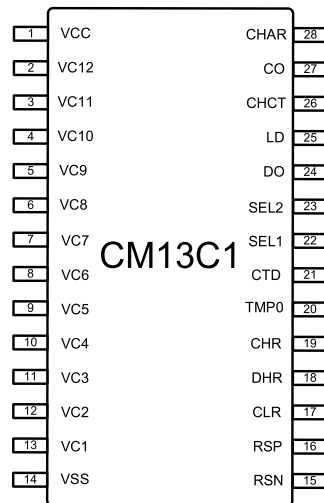 1 VCC CHAR 28
2 VC12 CO 27
3 VC11 CHCT 26
4 VC10 LD 25
5 VC9 DO 24
6 VC8 SEL2 23
7 VC7 SEL1 22
CM13C1
8 VC6 CTD 21
9 VC5 TMP0 20
10 VC4 CHR 19
11 VC3 DHR 18
12 VC2 CLR 17
13 VC1 RSP 16
14 VSS RSN 15